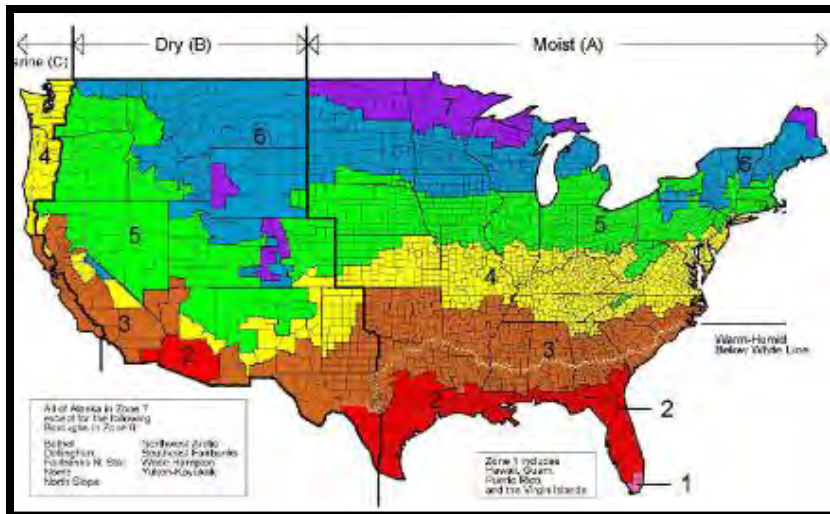 Dry (B)
Moist (A)
arine (C)
7
6
6
4
5
5
4
3
3
Warm-Humid
Below White Line
2
2
2
All of Alaska in Zone 7
except for the following
Boroughs in Zone 8
Bethel
Northwest Arctic
Dellingham
Southeast Fairbanks
Fairbanks N. Star
Wade Hampton
Nome
Yukon-Koyukuk
North Slope
Zone 1 includes
Hawaii, Guam,
Puerto Rico,
and the Virgin Islands
1